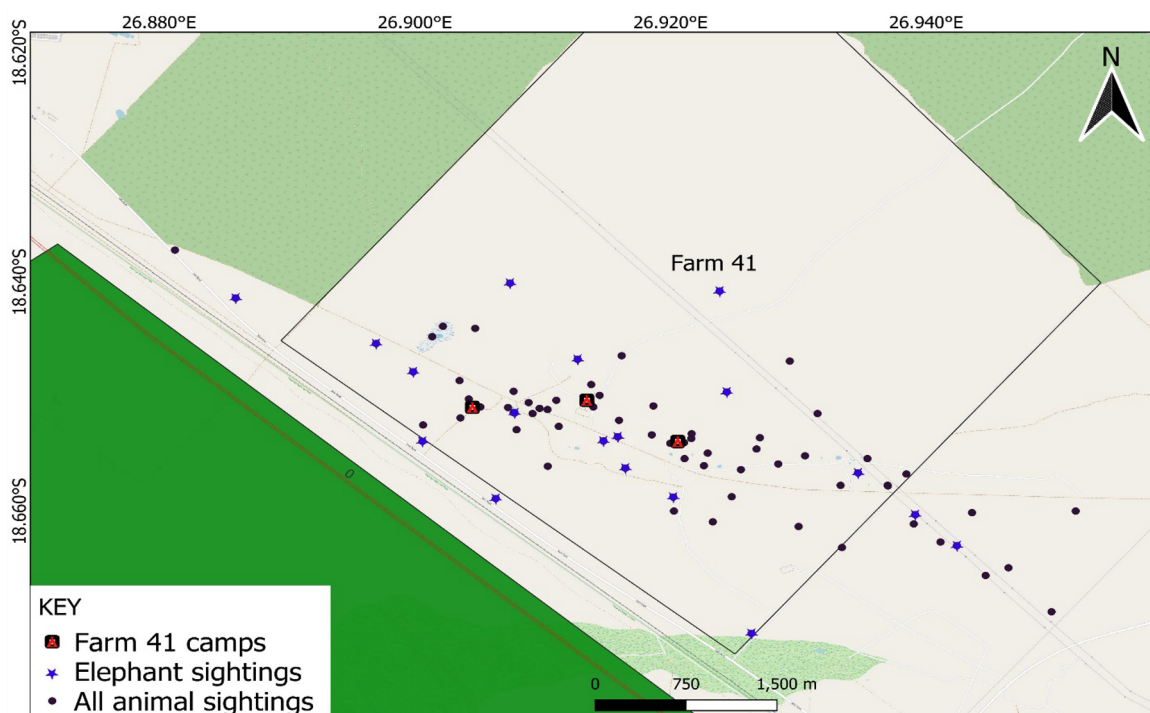 26.880°E 26.900°E 26.920°E 26.940°E
18.620°S
N
Farm 41
18.640°S
0
18.660°S
KEY
Farm 41 camps
Elephant sightings
All animal sightings
0 750 1,500 m